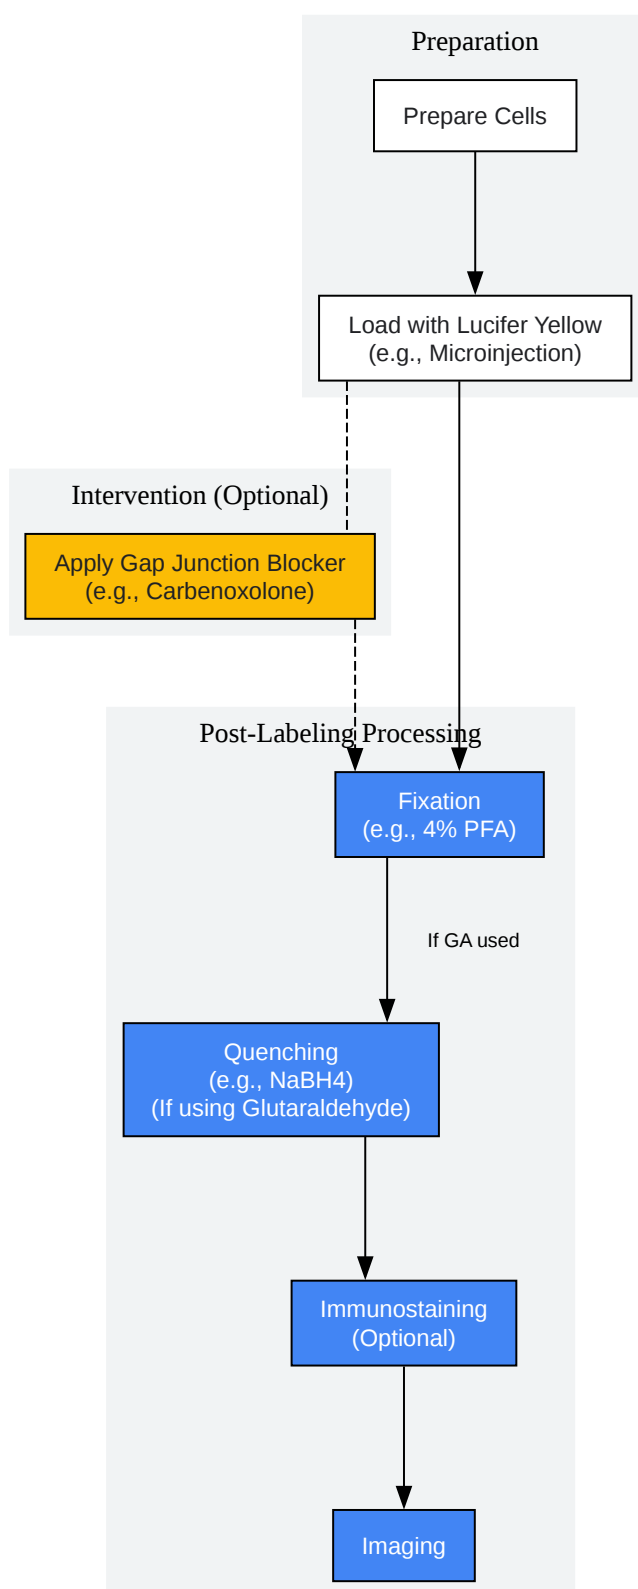 Preparation
Prepare Cells
Load with Lucifer Yellow
(e.g., Microinjection)
Intervention (Optional)
Apply Gap Junction Blocker
(e.g., Carbenoxolone)
Post-Labeling Processing
Fixation
(e.g., 4% PFA)
If GA used
Quenching
(e.g., NaBH4)
(If using Glutaraldehyde)
Immunostaining
(Optional)
Imaging